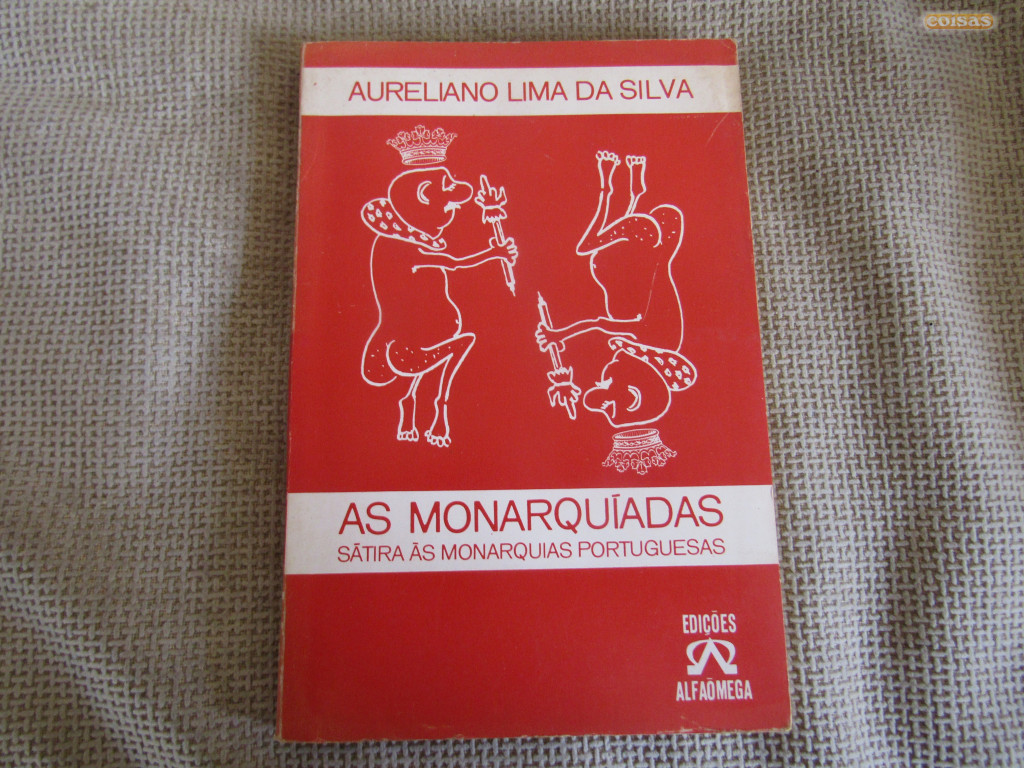 coisas
AURELIANO LIMA DA SILVA
AS MONARQUÍADAS
SÁTIRA ÀS MONARQUIAS PORTUGUESAS
EDIÇÕES
ALFAÔMEGA